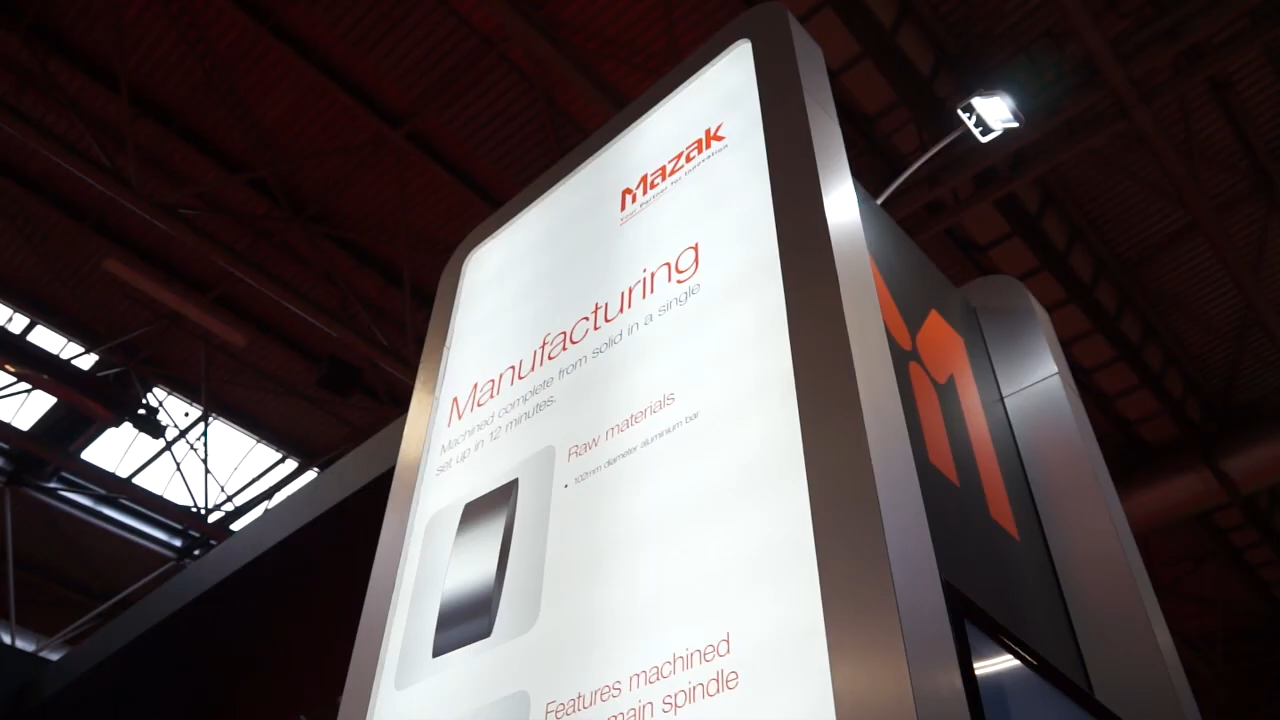 Mazak
Your Partner for Innovation
Manufacturing
Machined complete from solid in a single
set up in 12 minutes.
Raw materials
• 102mm diameter aluminium bar
Features machined
main spindle